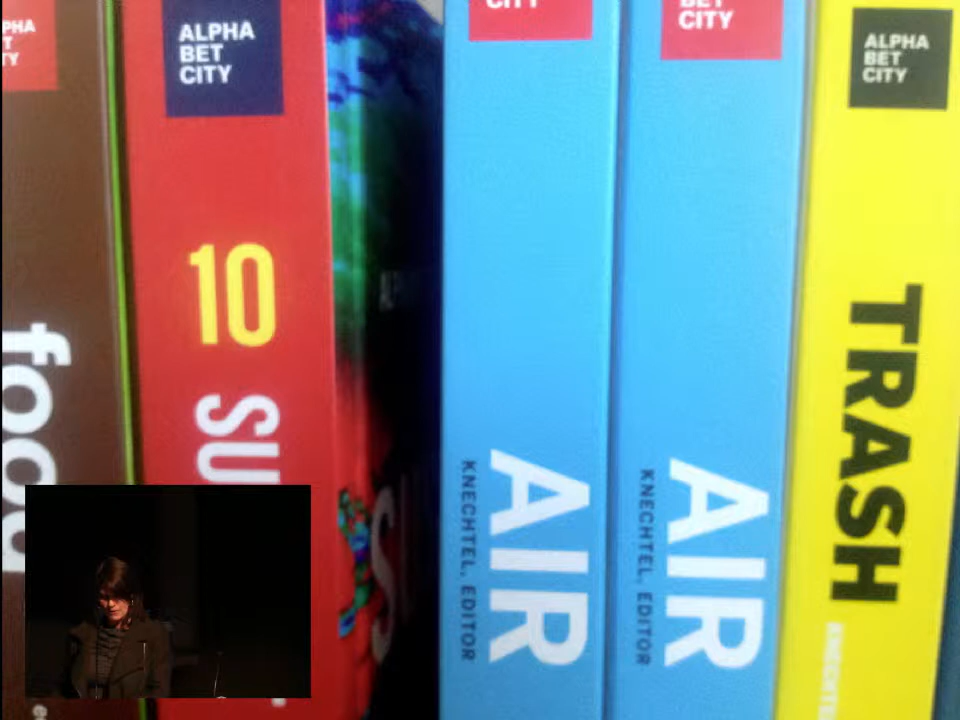 PHA
T
TY
food
ALPHA
BET
CITY
10
SU
S
CITY
AIR
KNECHTEL, EDITOR
BET
CITY
AIR
KNECHTEL, EDITOR
ALPHA
BET
CITY
TRASH
KNECHTE